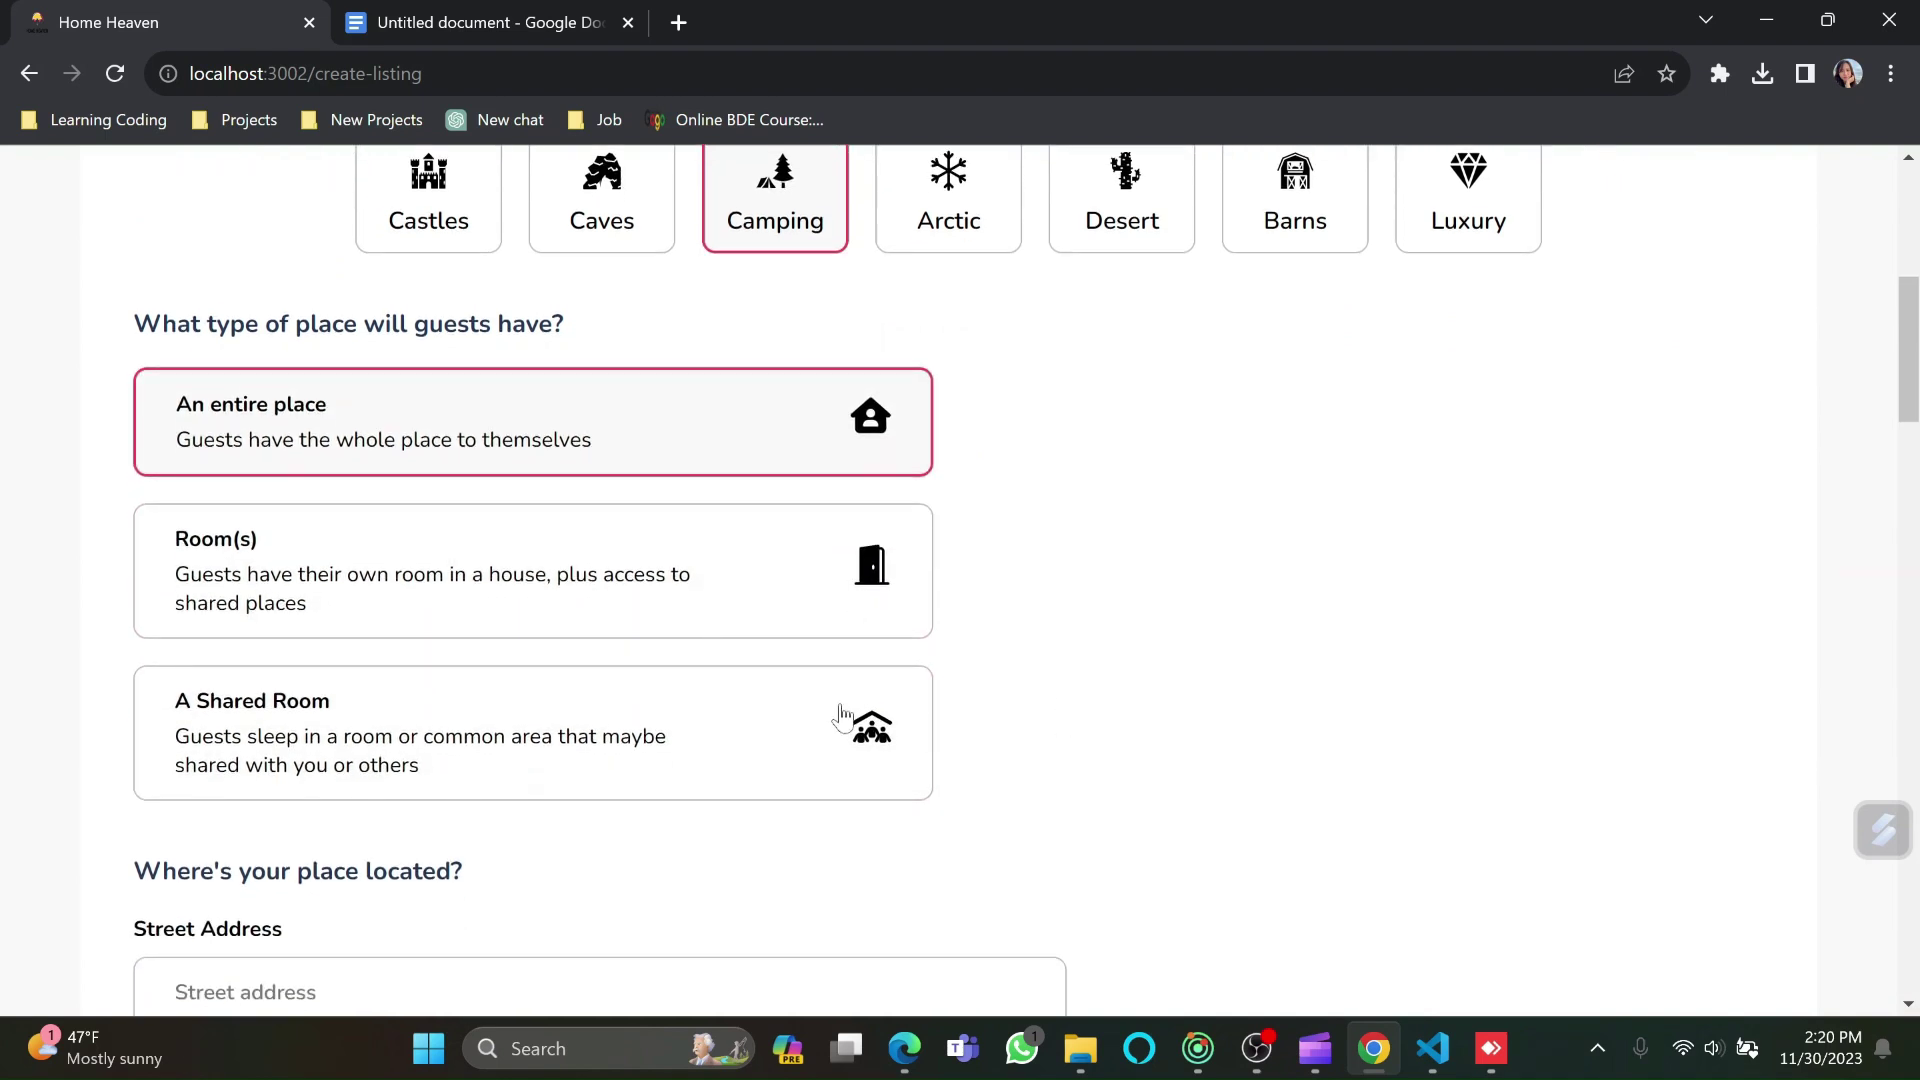 Home Heaven
Untitled document - Google Do
localhost:3002/create-listing
Learning Coding
Projects
New Projects
New chat
Job
Online BDE Course:...
Castles
Caves
Camping
Arctic
Desert
Barns
Luxury
What type of place will guests have?
An entire place
Guests have the whole place to themselves
Room(s)
Guests have their own room in a house, plus access to
shared places
A Shared Room
Guests sleep in a room or common area that maybe
shared with you or others
Where's your place located?
Street Address
Street address
1
47°F
Mostly sunny
Search
PRE
1
2:20 PM
11/30/2023